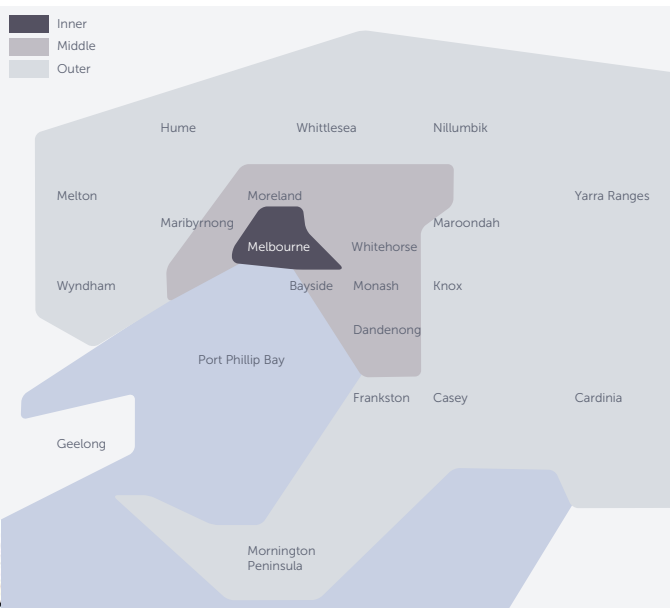 Inner
Middle
Outer
Hume
Whittlesea
Nillumbik
Melton
Moreland
Yarra Ranges
Maribyrnong
Maroondah
Melbourne
Whitehorse
Wyndham
Bayside
Monash
Knox
Dandenong
Port Phillip Bay
Frankston
Casey
Cardinia
Geelong
Mornington
Peninsula